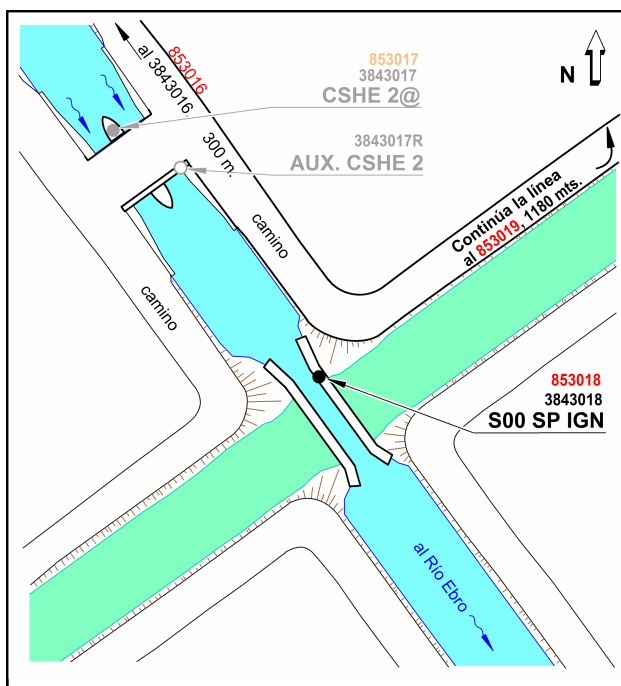 853016
al 3843016
300 m.
853017
3843017
CSHE 2@
3843017R
AUX. CSHE 2
N
camino
camino
Continúa la línea
al 853019, 1180 mts.
853018
3843018
S00 SP IGN
al Río Ebro